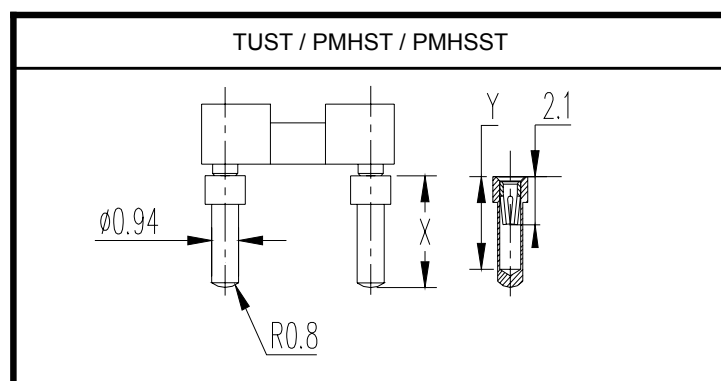 TUST / PMHST / PMHSST
Y
2.1
ø0.94
X
R0.8